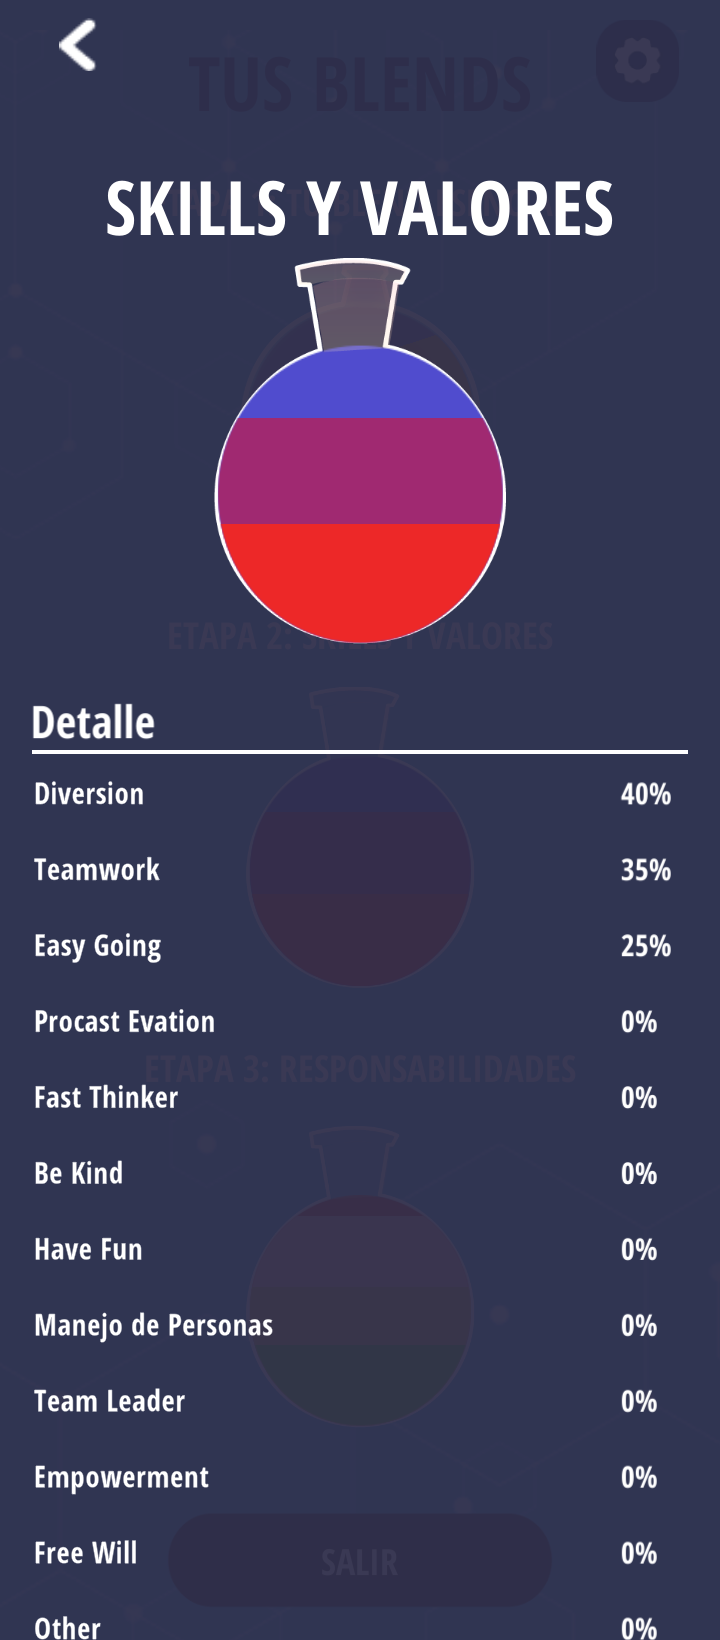 TUS BLENDS
SKILLS Y VALORES
ETAPA 2: SKILLS Y VALORES
Detalle
Diversion 40%
Teamwork 35%
Easy Going 25%
Procast Evation 0%
ETAPA 3: RESPONSABILIDADES
Fast Thinker 0%
Be Kind 0%
Have Fun 0%
Manejo de Personas 0%
Team Leader 0%
Empowerment 0%
Free Will 0%
SALIR
Other 0%